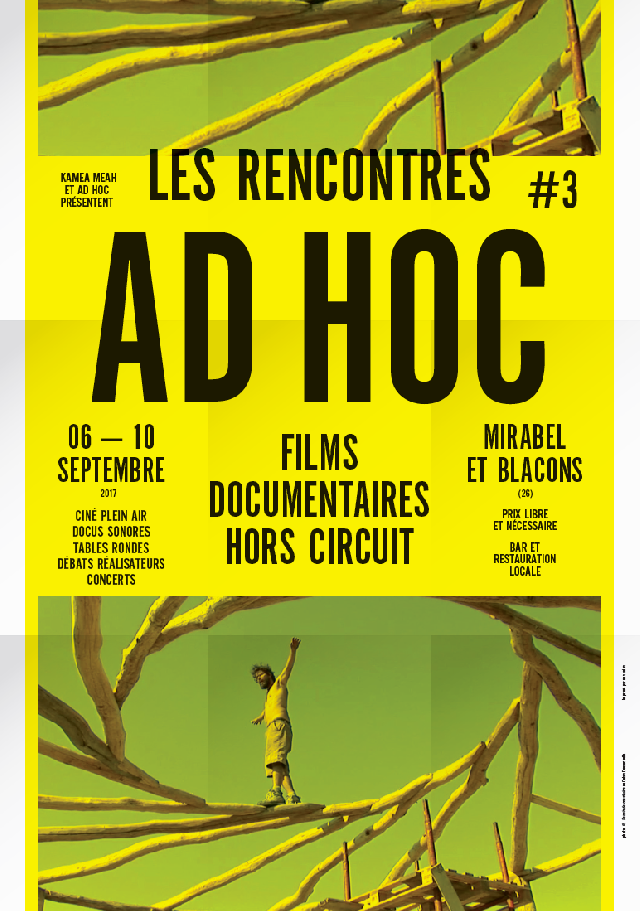 KAMEA MEAH
ET AD HOC
PRÉSENTENT
LES RENCONTRES
#3
AD HOC
06 — 10
SEPTEMBRE
2017
CINÉ PLEIN AIR
DOCUS SONORES
TABLES RONDES
DÉBATS RÉALISATEURS
CONCERTS
FILMS
DOCUMENTAIRES
HORS CIRCUIT
MIRABEL
ET BLACONS
(26)
PRIX LIBRE
ET NÉCESSAIRE
BAR ET
RESTAURATION
LOCALE